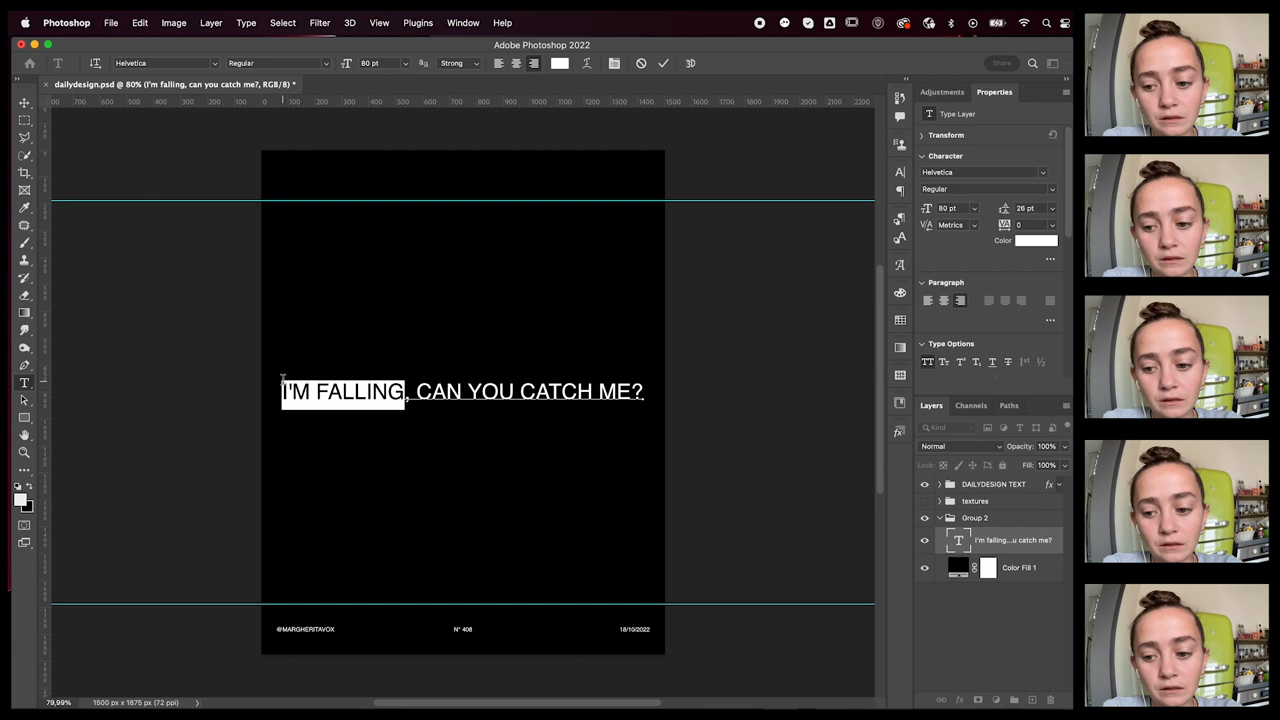 Photoshop File Edit Image Layer Type Select Filter 3D View Plugins Window Help
Adobe Photoshop 2022
Helvetica Regular 80 pt Strong 3D Share
dailydesign.psd @ 80% (I'm falling, can you catch me?, RGB/8) *
Adjustments Properties
Type Layer
Transform
Character
Helvetica
Regular
80 pt 26 pt
Metrics 0
Color
Paragraph
Type Options
I'M FALLING, CAN YOU CATCH ME?
Layers Channels Paths
Kind
Normal Opacity: 100%
Lock: Fill: 100%
DAILYDESIGN TEXT fx
textures
Group 2
I'm falling...u catch me?
Color Fill 1
@MARGHERITAVOX N° 408 18/10/2022
79,99% 1500 px x 1875 px (72 ppi)